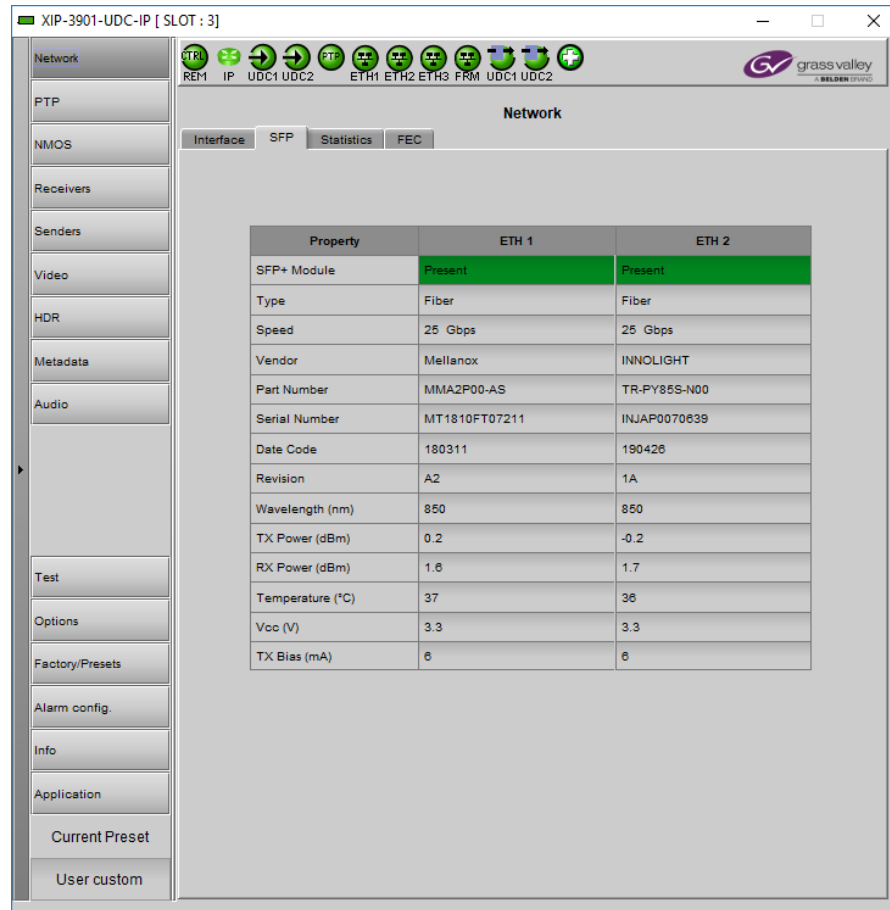 XIP-3901-UDC-IP [ SLOT : 3]
Network
PTP
NMOS
Receivers
Senders
Video
HDR
Metadata
Audio
Test
Options
Factory/Presets
Alarm config.
Info
Application
Current Preset
User custom
CTRL PTP
REM IP UDC1 UDC2 ETH1 ETH2 ETH3 FRM UDC1 UDC2
GV grass valley
A BELDEN BRAND
Network
Interface SFP Statistics FEC
Property ETH 1 ETH 2
SFP+ Module Present Present
Type Fiber Fiber
Speed 25 Gbps 25 Gbps
Vendor Mellanox INNOLIGHT
Part Number MMA2P00-AS TR-PY85S-N00
Serial Number MT1810FT07211 INJAP0070639
Date Code 180311 190426
Revision A2 1A
Wavelength (nm) 850 850
TX Power (dBm) 0.2 -0.2
RX Power (dBm) 1.6 1.7
Temperature (°C) 37 36
Vcc (V) 3.3 3.3
TX Bias (mA) 6 6